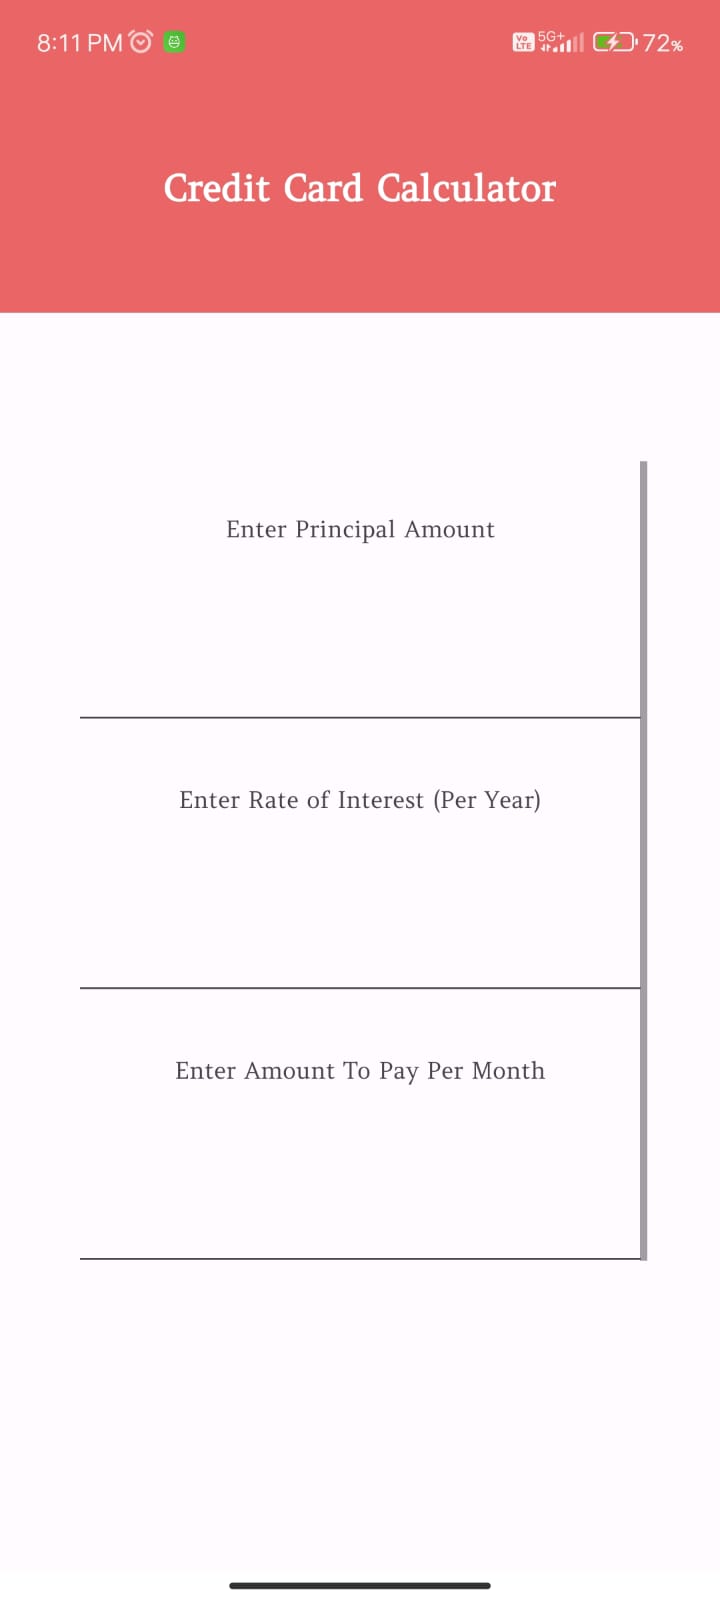 8:11 PM
Vo LTE 5G+ 72%
Credit Card Calculator
Enter Principal Amount
Enter Rate of Interest (Per Year)
Enter Amount To Pay Per Month